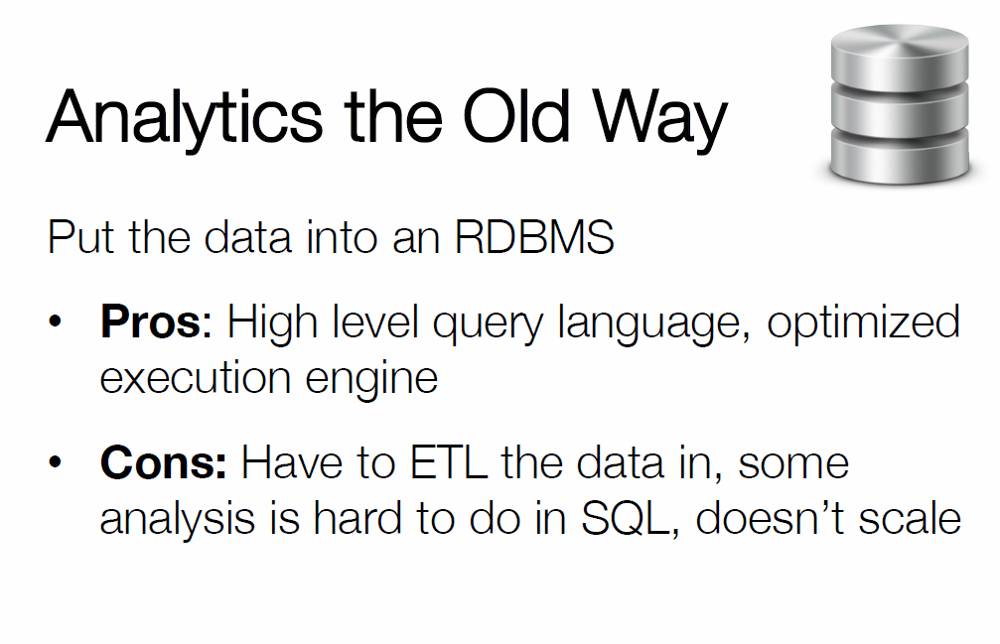 Analytics the Old Way
Put the data into an RDBMS
• Pros: High level query language, optimized
execution engine
• Cons: Have to ETL the data in, some
analysis is hard to do in SQL, doesn’t scale